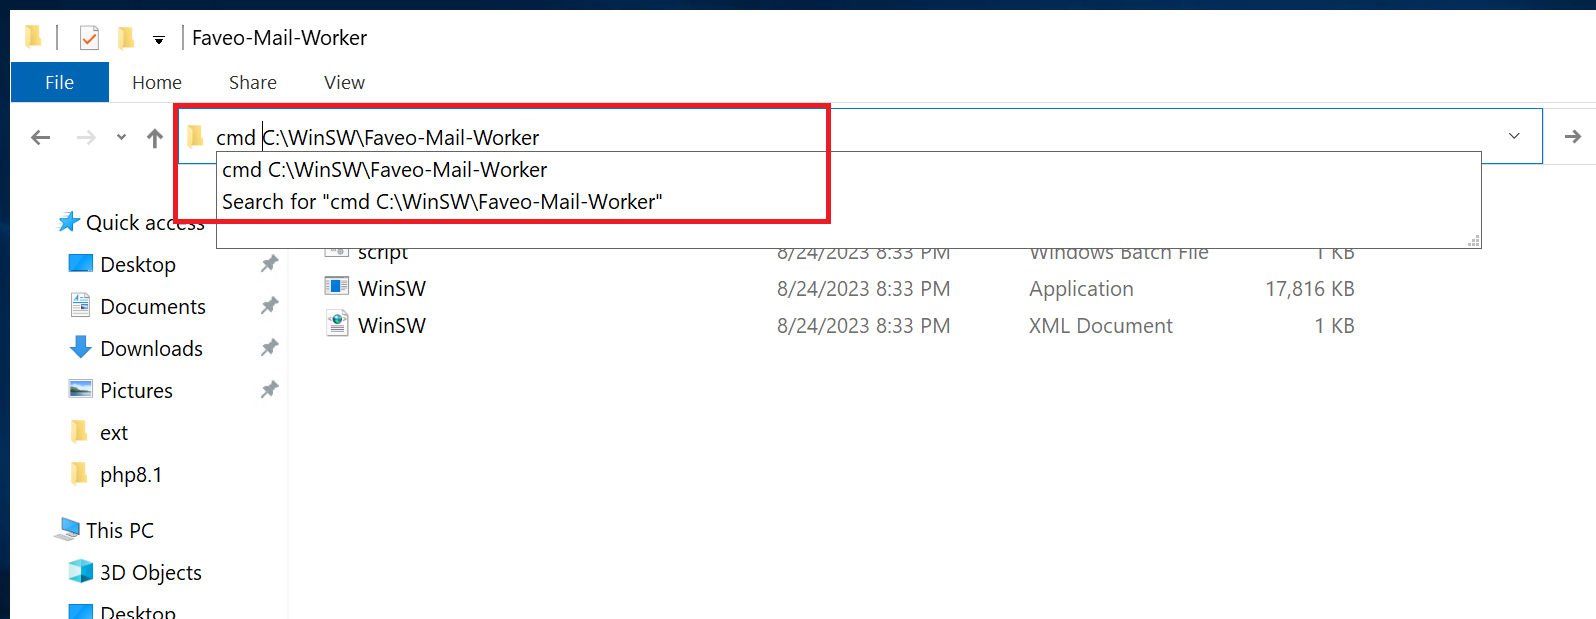 Faveo-Mail-Worker
File Home Share View
cmd C:\WinSW\Faveo-Mail-Worker
cmd C:\WinSW\Faveo-Mail-Worker
Search for "cmd C:\WinSW\Faveo-Mail-Worker"
Quick access
script 8/24/2023 8:33 PM Windows Batch File 1 KB
Desktop
WinSW 8/24/2023 8:33 PM Application 17,816 KB
Documents
WinSW 8/24/2023 8:33 PM XML Document 1 KB
Downloads
Pictures
ext
php8.1
This PC
3D Objects
Desktop